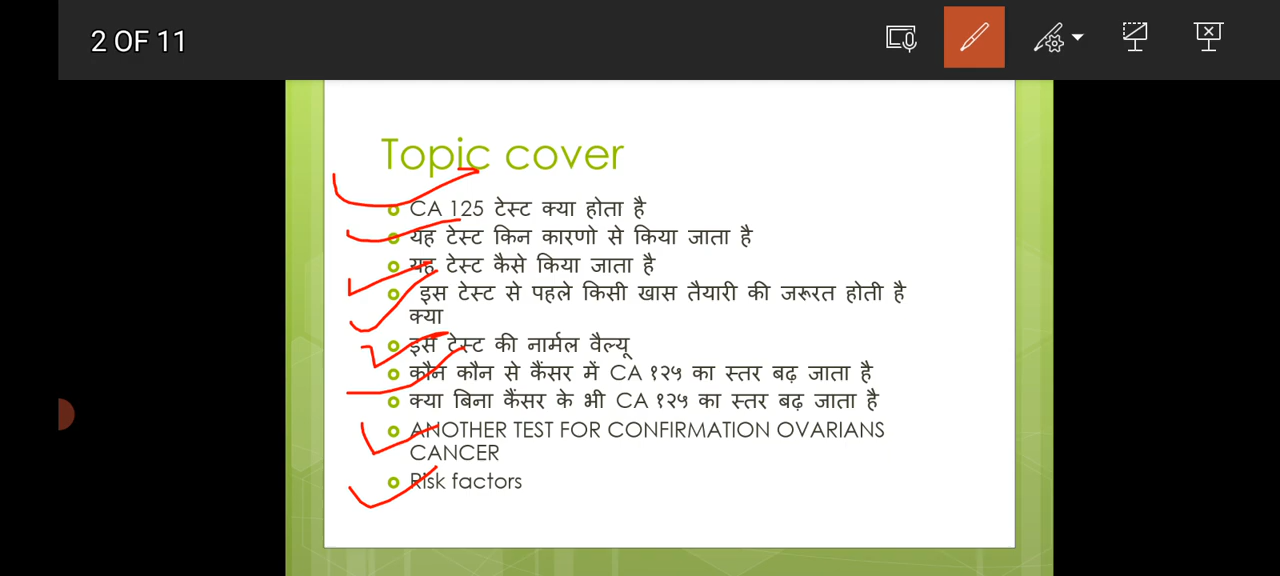 2 OF 11
Topic cover
CA 125 टेस्ट क्या होता है
यह टेस्ट किन कारणो से किया जाता है
यह टेस्ट कैसे किया जाता है
इस टेस्ट से पहले किसी खास तैयारी की जरूरत होती है
क्या
इस टेस्ट की नार्मल वैल्यू
कौन कौन से कैंसर में CA १२५ का स्तर बढ़ जाता है
क्या बिना कैंसर के भी CA १२५ का स्तर बढ़ जाता है
ANOTHER TEST FOR CONFIRMATION OVARIANS
CANCER
Risk factors